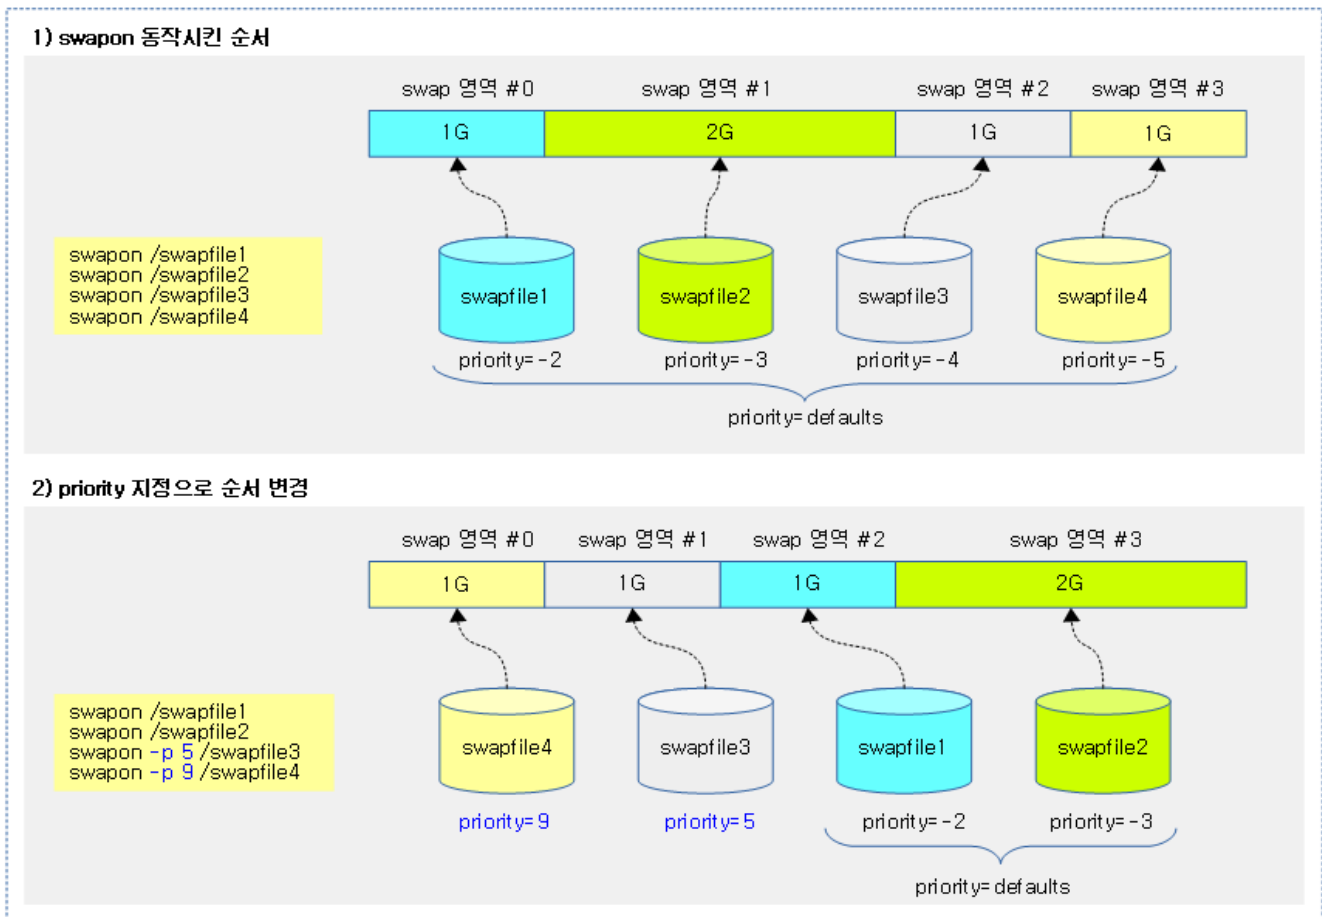 1) swapon 동작시킨 순서
swap 영역 #0
swap 영역 #1
swap 영역 #2
swap 영역 #3
1G
2G
1G
1G
swapon /swapfile1
swapon /swapfile2
swapon /swapfile3
swapon /swapfile4
swapfile1
swapfile2
swapfile3
swapfile4
priority=-2
priority=-3
priority=-4
priority=-5
priority=defaults
2) priority 지정으로 순서 변경
swap 영역 #0
swap 영역 #1
swap 영역 #2
swap 영역 #3
1G
1G
1G
2G
swapon /swapfile1
swapon /swapfile2
swapon -p 5 /swapfile3
swapon -p 9 /swapfile4
swapfile4
swapfile3
swapfile1
swapfile2
priority=9
priority=5
priority=-2
priority=-3
priority=defaults